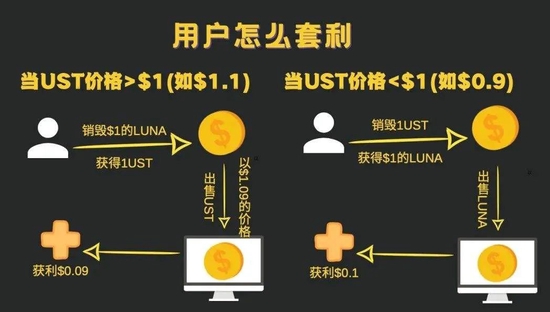 用户怎么套利
当UST价格>$1(如$1.1)
销毁$1的LUNA
获得1UST
以$1.09的价格
出售UST
获利$0.09
当UST价格<$1(如$0.9)
销毁1UST
获得$1的LUNA
出售LUNA
获利$0.1